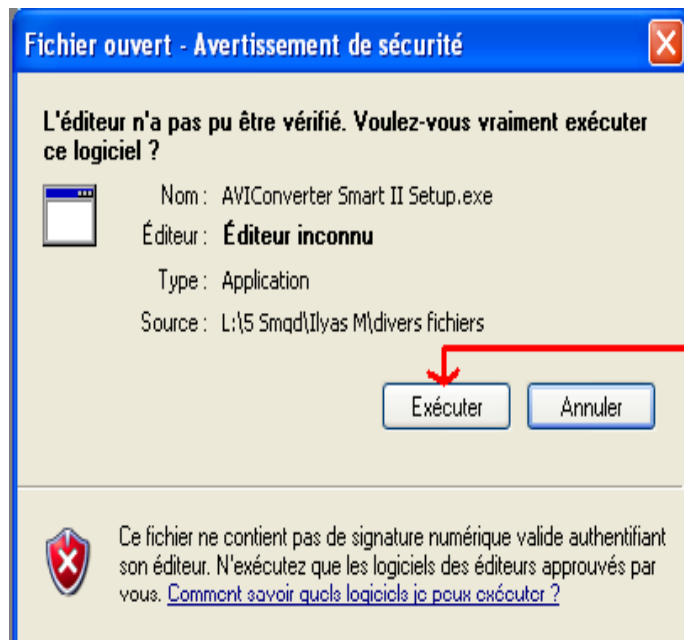 Fichier ouvert - Avertissement de sécurité
L'éditeur n'a pas pu être vérifié. Voulez-vous vraiment exécuter
ce logiciel ?
Nom : AVIConverter Smart II Setup.exe
Éditeur : Éditeur inconnu
Type : Application
Source : L:\5 Smqd\Ilyas M\divers fichiers
Exécuter Annuler
Ce fichier ne contient pas de signature numérique valide authentifiant
son éditeur. N'exécutez que les logiciels des éditeurs approuvés par
vous. Comment savoir quels logiciels je peux exécuter ?